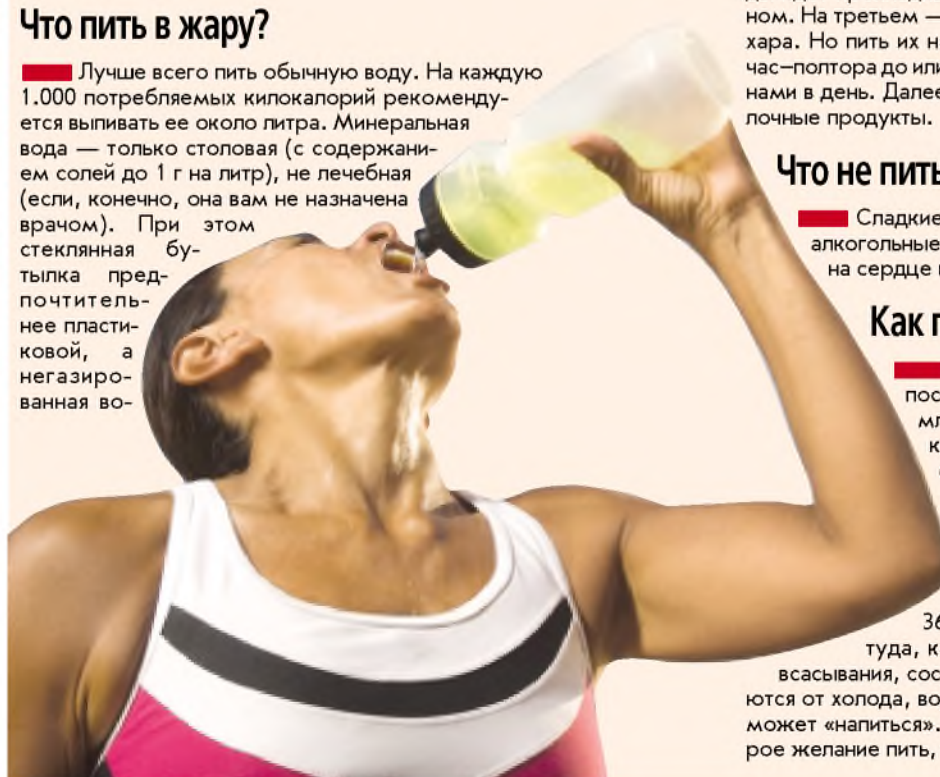 Что пить в жару?
Лучше всего пить обычную воду. На каждую
1.000 потребляемых килокалорий рекоменду-
ется выпивать ее около литра. Минеральная
вода — только столовая (с содержани-
ем солей до 1 г на литр), не лечебная
(если, конечно, она вам не назначена
врачом). При этом
стеклянная бу-
тылка пред-
почтитель-
нее пласти-
ковой, а
негазиро-
ванная во-
ном. На третьем —
хара. Но пить их
час–полтора до или
нами в день. Далее
лочные продукты.
Что не пить
Сладкие
алкогольные
на сердце
Как
туда,
всасывания,
ются от холода,
может «напиться».
рое желание пить,